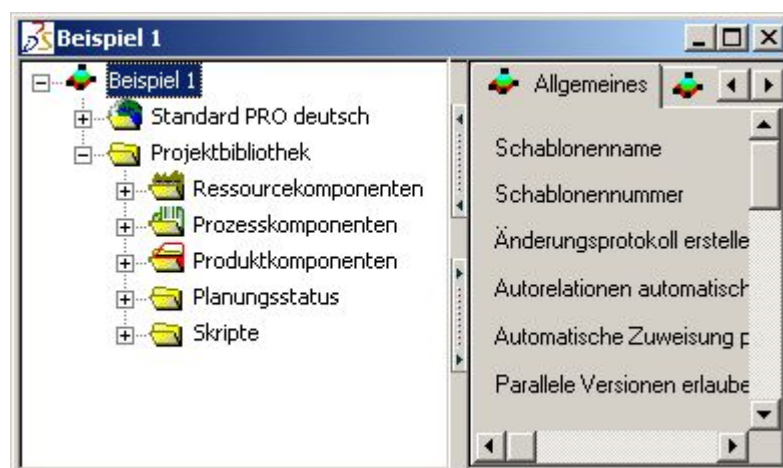 Beispiel 1
Beispiel 1
Standard PRO deutsch
Projektbibliothek
Ressourcekomponenten
Prozesskomponenten
Produktkomponenten
Planungsstatus
Skripte
Allgemeines
Schablonenname
Schablonennummer
Änderungsprotokoll erstelle
Autorelationen automatisch
Automatische Zuweisung p
Parallele Versionen erlaube